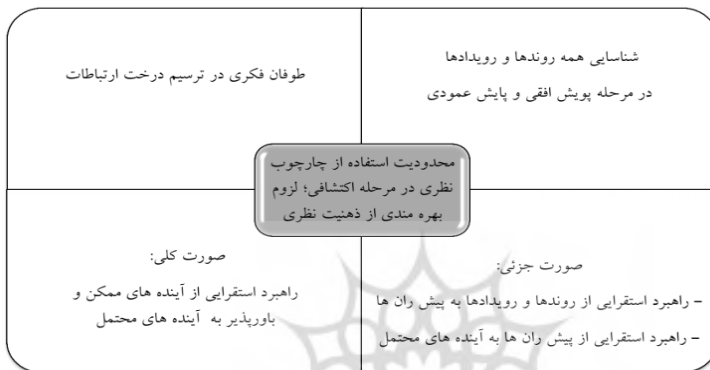 شناسایی همه روندها و رویدادها
در مرحله پویش افقی و پایش عمودی
طوفان فکری در ترسیم درخت ارتباطات
محدودیت استفاده از چارچوب
نظری در مرحله اکتشافی؛ لزوم
بهره مندی از ذهنیت نظری
صورت جزئی:
- راهبرد استقرایی از روندها و رویدادها به پیش ران ها
- راهبرد استقرایی از پیش ران ها به آینده های محتمل
صورت کلی:
راهبرد استقرایی از آینده های ممکن و
باورپذیر به آینده های محتمل